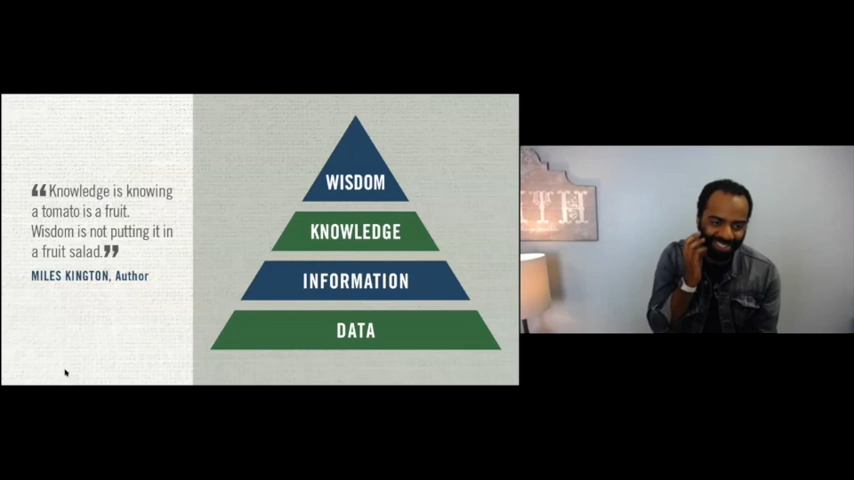 “Knowledge is knowing
a tomato is a fruit.
Wisdom is not putting it in
a fruit salad.”
MILES KINGTON, Author
WISDOM
KNOWLEDGE
INFORMATION
DATA
ITH